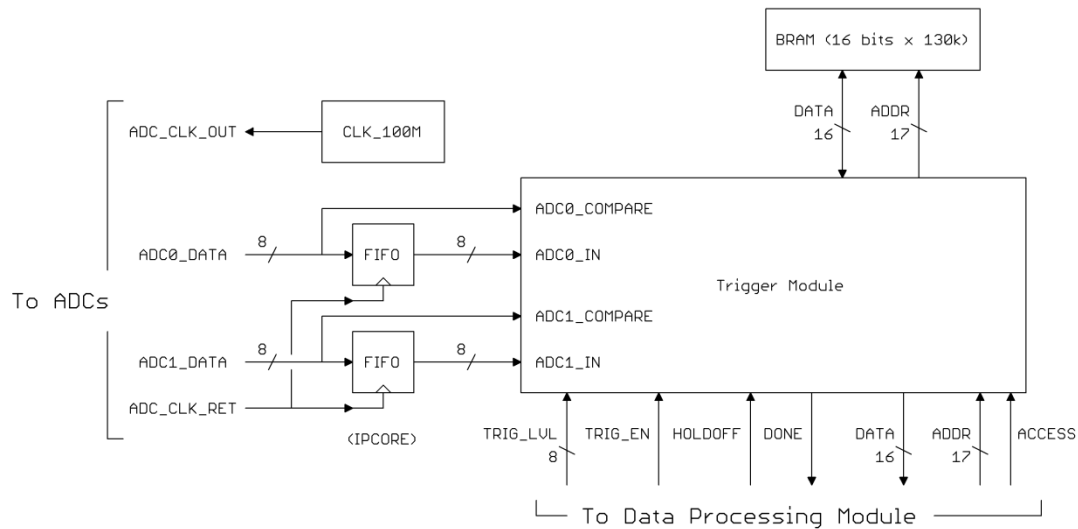 BRAM (16 bits x 130k)
DATA
16
ADDR
17
ADC_CLK_OUT
CLK_100M
ADC0_COMPARE
ADC0_DATA
8
FIFO
8
ADC0_IN
Trigger Module
To ADCs
ADC1_COMPARE
ADC1_DATA
8
FIFO
8
ADC1_IN
ADC_CLK_RET
(IPCORE)
TRIG_LVL
8
TRIG_EN
HOLDOFF
DONE
DATA
16
ADDR
17
ACCESS
To Data Processing Module